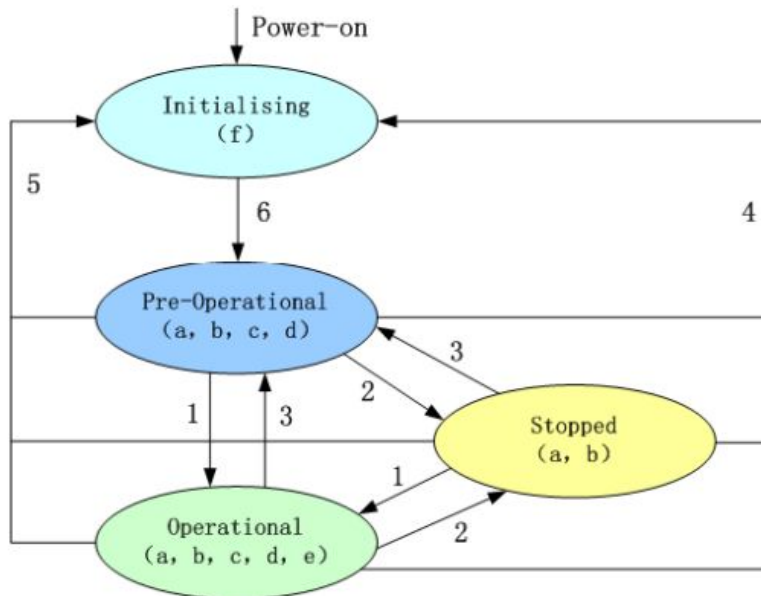 Power-on
Initialising
(f)
5
6
4
Pre-Operational
(a, b, c, d)
3
2
1
3
Stopped
(a, b)
1
Operational
(a, b, c, d, e)
2